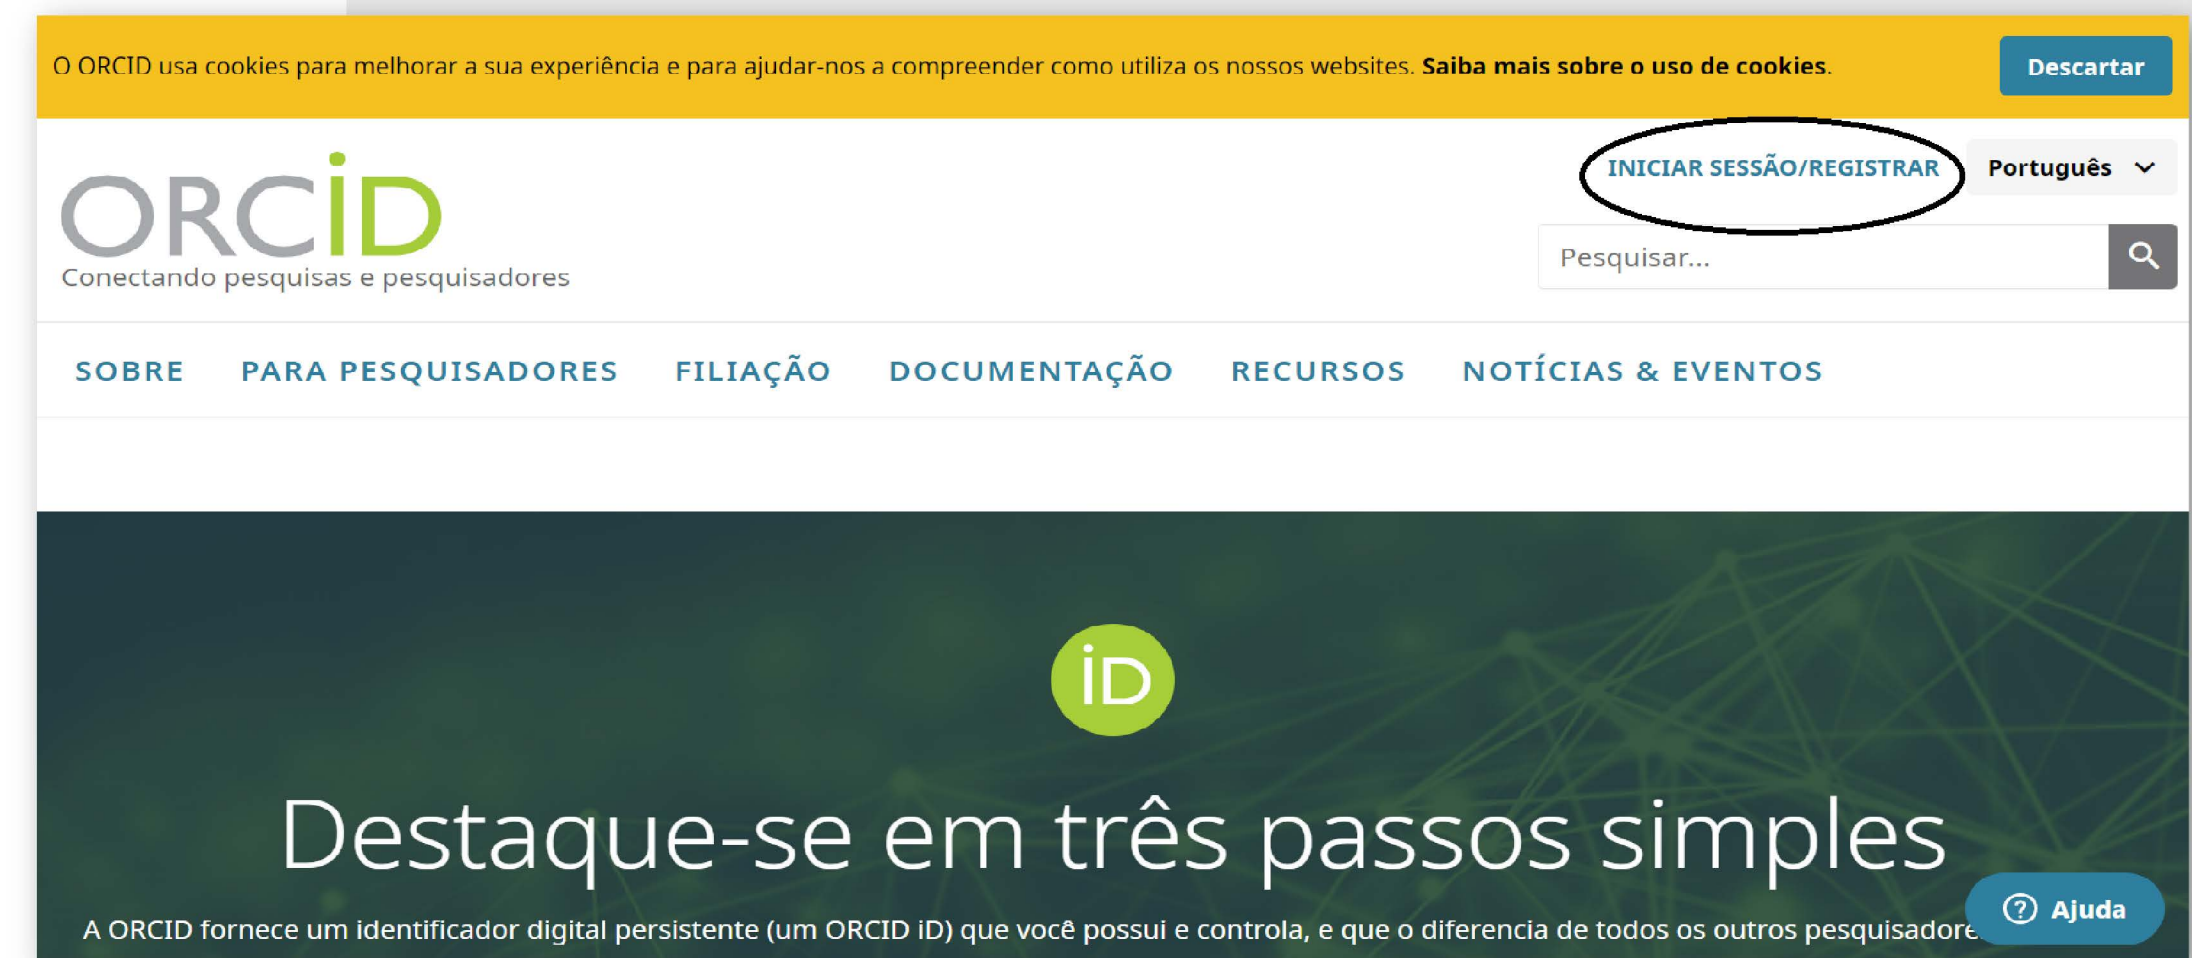 O ORCID usa cookies para melhorar a sua experiência e para ajudar-nos a compreender como utiliza os nossos websites. Saiba mais sobre o uso de cookies.
Descartar
ORCiD
Conectando pesquisas e pesquisadores
INICIAR SESSÃO/REGISTRAR
Português
Pesquisar...
SOBRE PARA PESQUISADORES FILIAÇÃO DOCUMENTAÇÃO RECURSOS NOTÍCIAS & EVENTOS
iD
Destaque-se em três passos simples
A ORCID fornece um identificador digital persistente (um ORCID iD) que você possui e controla, e que o diferencia de todos os outros
? Ajuda